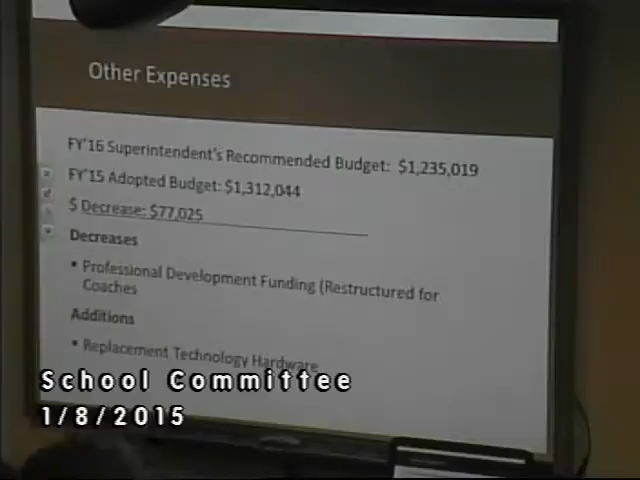 Other Expenses
FY'16 Superintendent's Recommended Budget: $1,235,019
FY'15 Adopted Budget: $1,312,044
$ Decrease: $77,025
Decreases
• Professional Development Funding (Restructured for
Coaches
Additions
• Replacement Technology Hardware
School Committee
1/8/2015